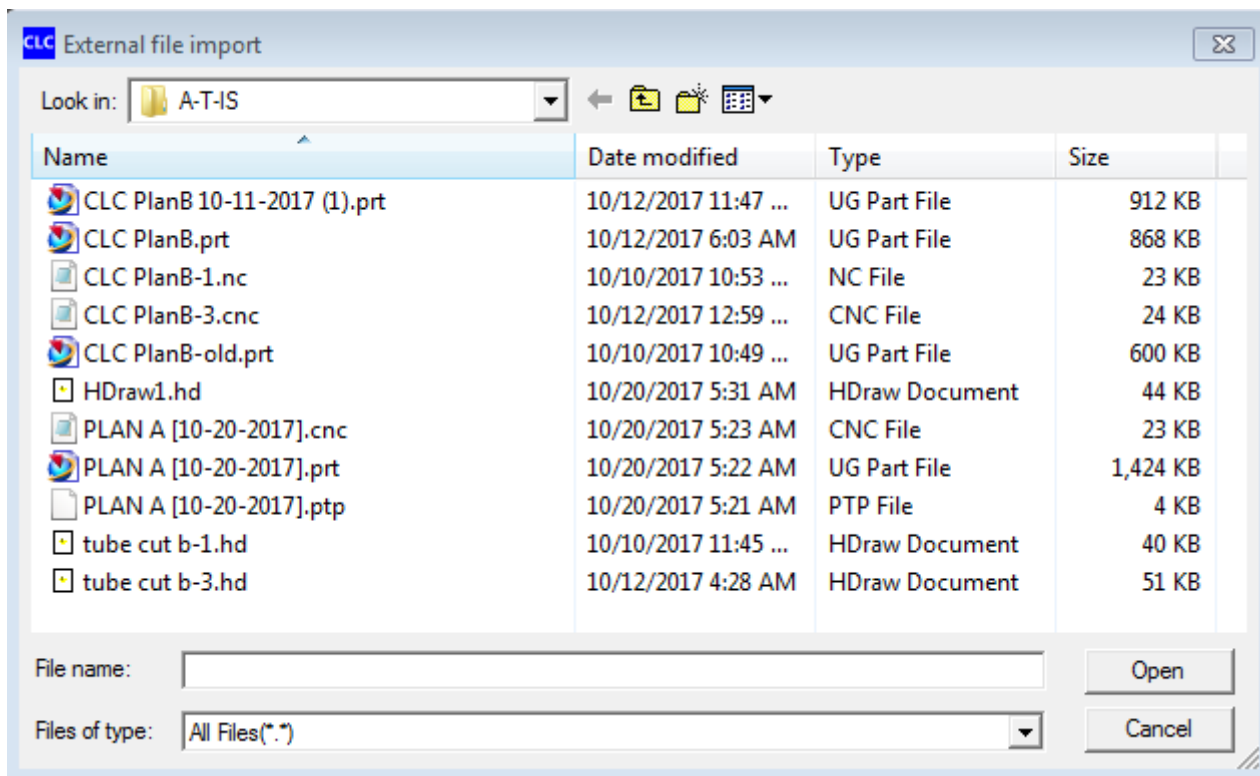 CLC External file import
Look in: A-T-IS
Name Date modified Type Size
CLC PlanB 10-11-2017 (1).prt 10/12/2017 11:47 ... UG Part File 912 KB
CLC PlanB.prt 10/12/2017 6:03 AM UG Part File 868 KB
CLC PlanB-1.nc 10/10/2017 10:53 ... NC File 23 KB
CLC PlanB-3.cnc 10/12/2017 12:59 ... CNC File 24 KB
CLC PlanB-old.prt 10/10/2017 10:49 ... UG Part File 600 KB
HDraw1.hd 10/20/2017 5:31 AM HDraw Document 44 KB
PLAN A [10-20-2017].cnc 10/20/2017 5:23 AM CNC File 23 KB
PLAN A [10-20-2017].prt 10/20/2017 5:22 AM UG Part File 1,424 KB
PLAN A [10-20-2017].ptp 10/20/2017 5:21 AM PTP File 4 KB
tube cut b-1.hd 10/10/2017 11:45 ... HDraw Document 40 KB
tube cut b-3.hd 10/12/2017 4:28 AM HDraw Document 51 KB
File name: Open
Files of type: All Files(*.*) Cancel